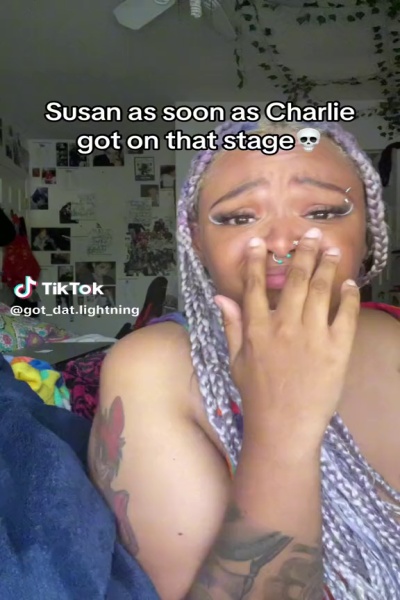 Susan as soon as Charlie
got on that stage💀
TikTok
@got_dat.lightning